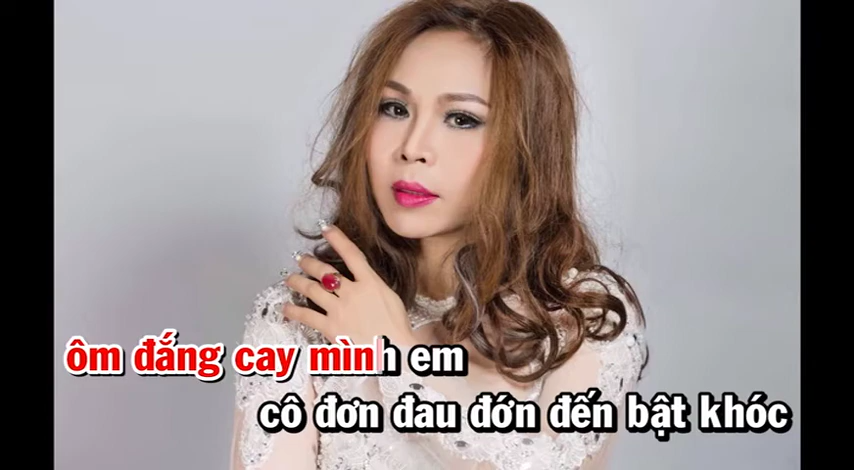 ôm đắng cay mình em
cô đơn đau đớn đến bật khóc